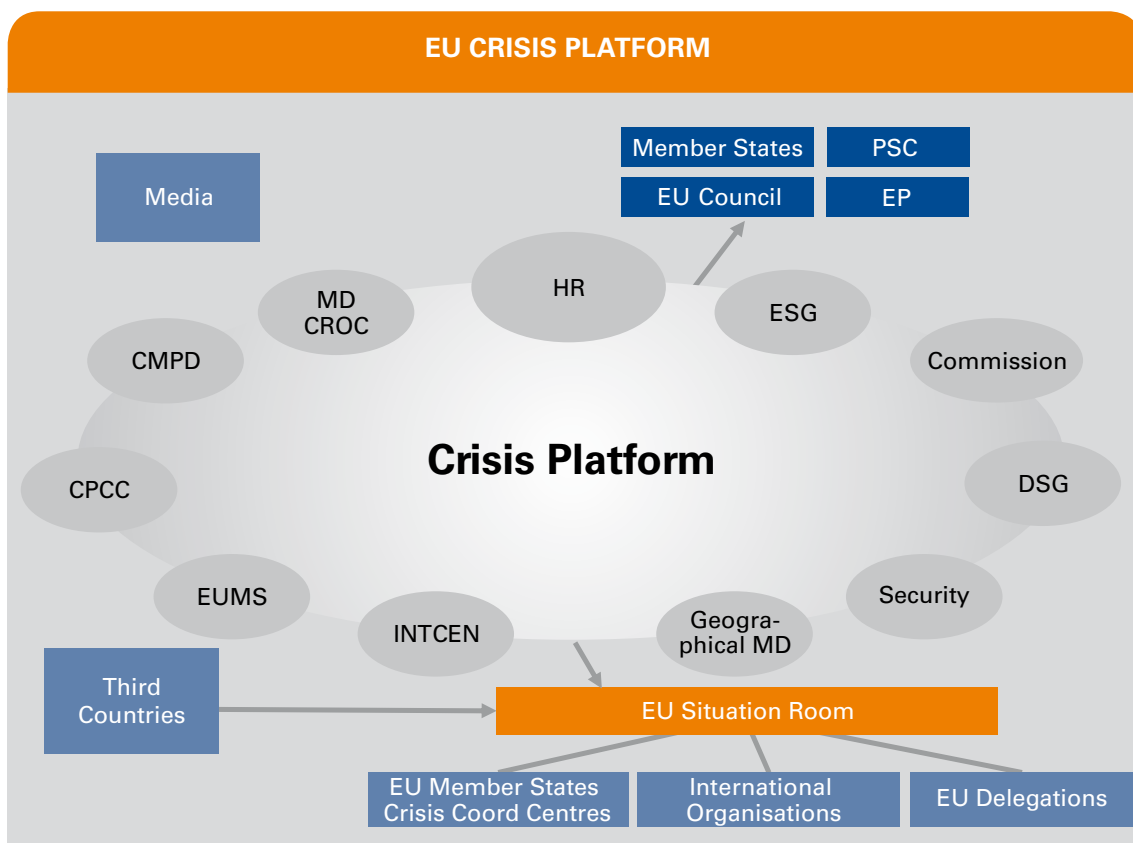 EU CRISIS PLATFORM
Member States
PSC
Media
EU Council
EP
HR
MD
CROC
ESG
CMPD
Commission
Crisis Platform
CPCC
DSG
EUMS
Security
INTCEN
Geogra-
phical MD
Third
Countries
EU Situation Room
EU Member States
Crisis Coord Centres
International
Organisations
EU Delegations